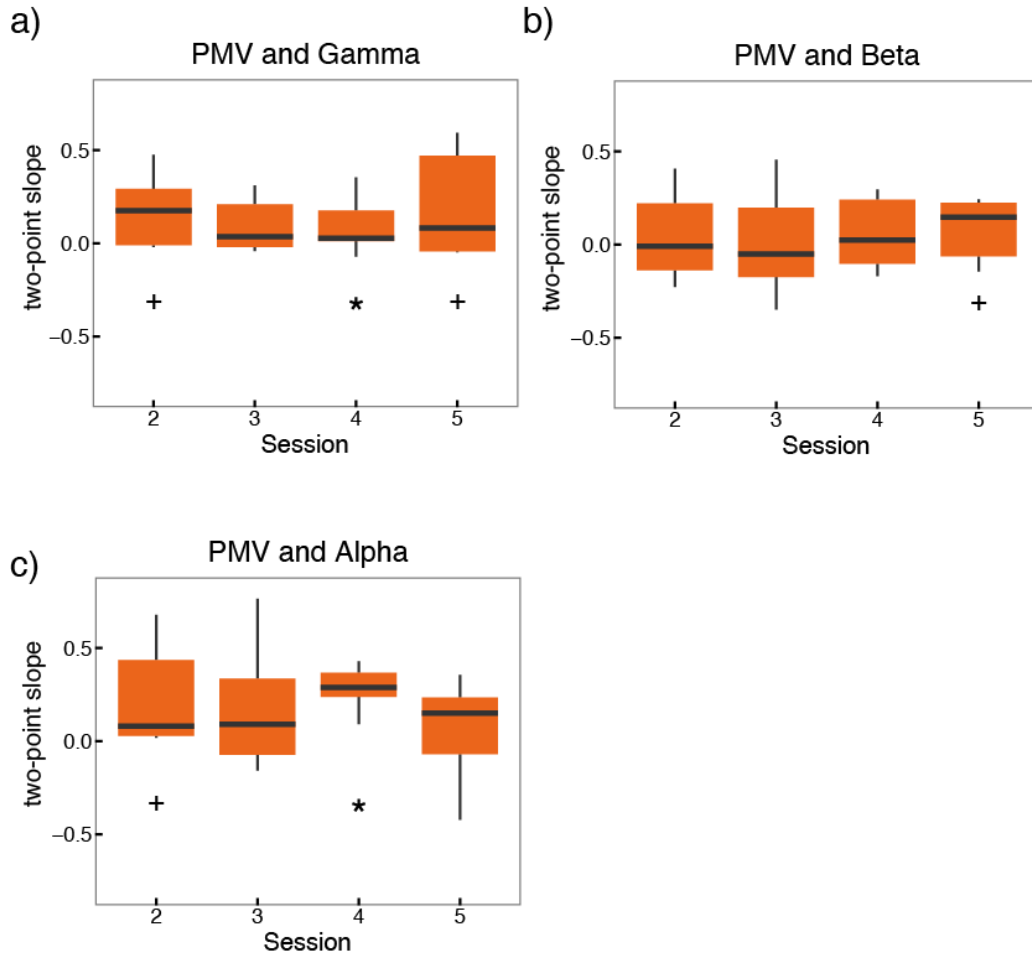 a)
PMV and Gamma
two-point slope
0.5
0.0
−0.5
+ * +
2 3 4 5
Session
b)
PMV and Beta
two-point slope
0.5
0.0
−0.5
+
2 3 4 5
Session
c)
PMV and Alpha
two-point slope
0.5
0.0
−0.5
+ *
2 3 4 5
Session